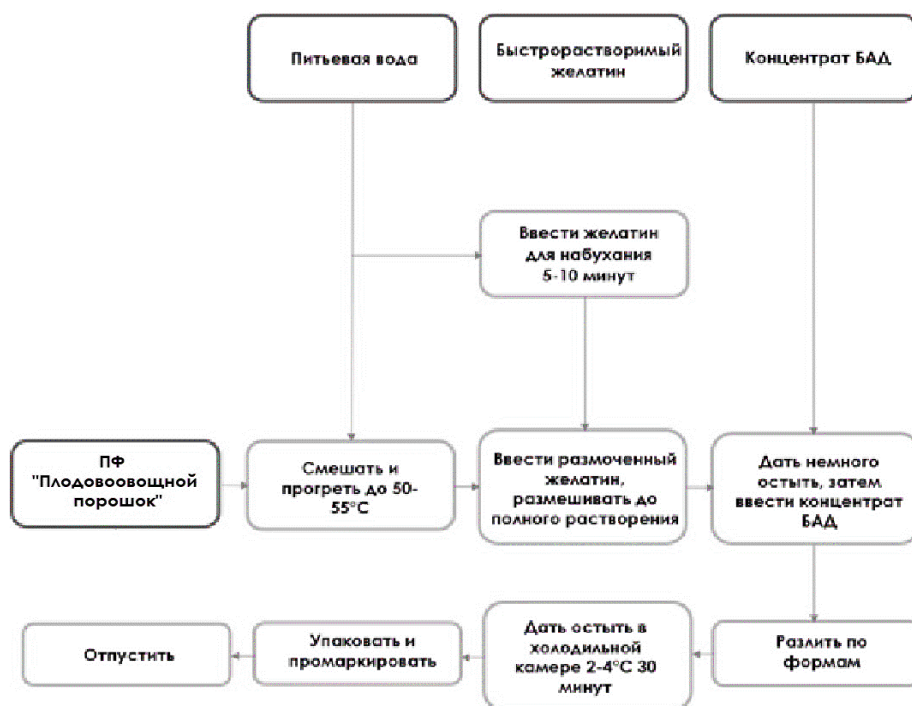 Питьевая вода
Быстрорастворимый
желатин
Концентрат БАД
Ввести желатин
для набухания
5-10 минут
ПФ
"Плодовоовощной
порошок"
Смешать и
прогреть до 50-
55°С
Ввести размоченный
желатин,
размешивать до
полного растворения
Дать немного
остыть, затем
ввести концентрат
БАД
Отпустить
Упаковать и
промаркировать
Дать остыть в
холодильной
камере 2-4°С 30
минут
Разлить по
формам